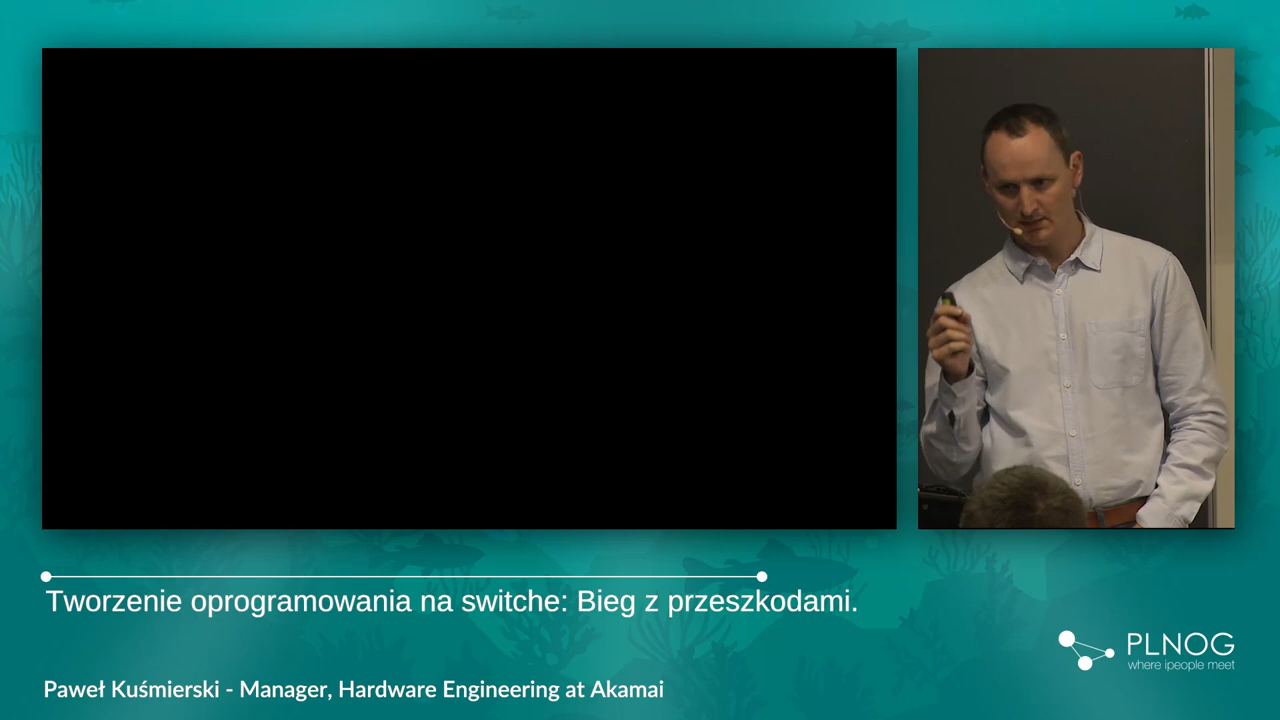 Tworzenie oprogramowania na switche: Bieg z przeszkodami.
PLNOG
where ipeople meet
Paweł Kuśmierski - Manager, Hardware Engineering at Akamai